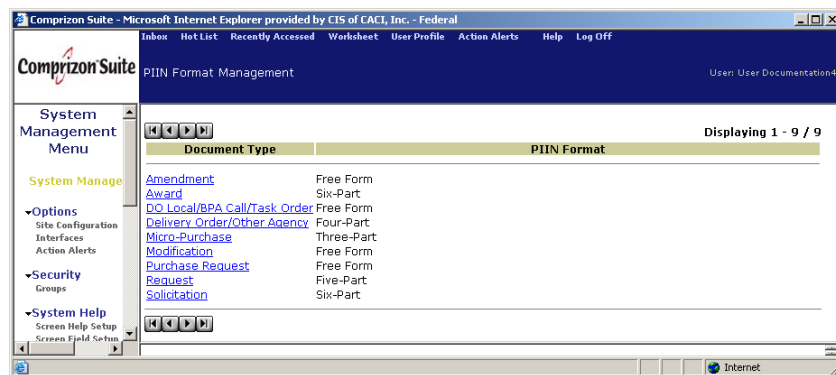 Comprizon Suite - Microsoft Internet Explorer provided by CIS of CACI, Inc. - Federal
Inbox HotList Recently Accessed Worksheet User Profile Action Alerts Help Log Off
Comprizon Suite
PIIN Format Management
User: User Documentation4
System Management Menu
System Manage
Options
Site Configuration
Interfaces
Action Alerts
Security
Groups
System Help
Screen Help Setup
Screen Field Setup
Displaying 1 - 9 / 9
Document Type PIIN Format
Amendment Free Form
Award Six-Part
DO Local/BPA Call/Task Order Free Form
Delivery Order/Other Agency Four-Part
Micro-Purchase Three-Part
Modification Free Form
Purchase Request Free Form
Request Five-Part
Solicitation Six-Part
Internet